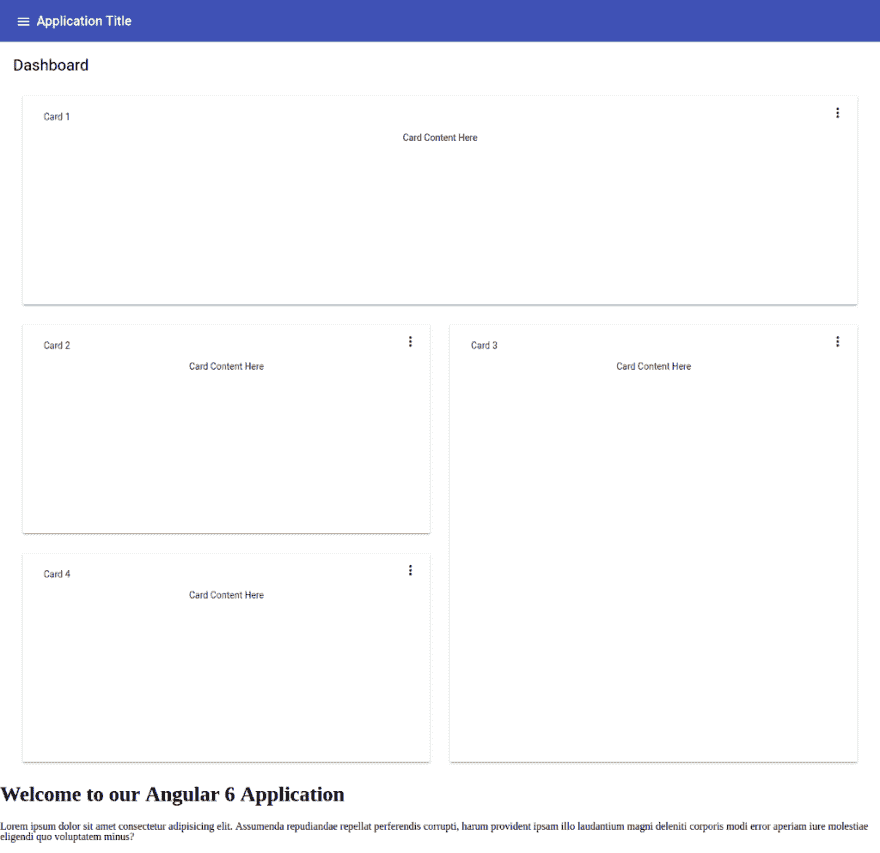 Application Title
Dashboard
Card 1
Card Content Here
Card 2
Card Content Here
Card 3
Card Content Here
Card 4
Card Content Here
Welcome to our Angular 6 Application
Lorem ipsum dolor sit amet consectetur adipisicing elit. Assumenda repudiandae repellat perferendis corrupti, harum provident ipsam illo laudantium magni deleniti corporis modi error aperiam iure molestiae
eligendi quo voluptatem minus?